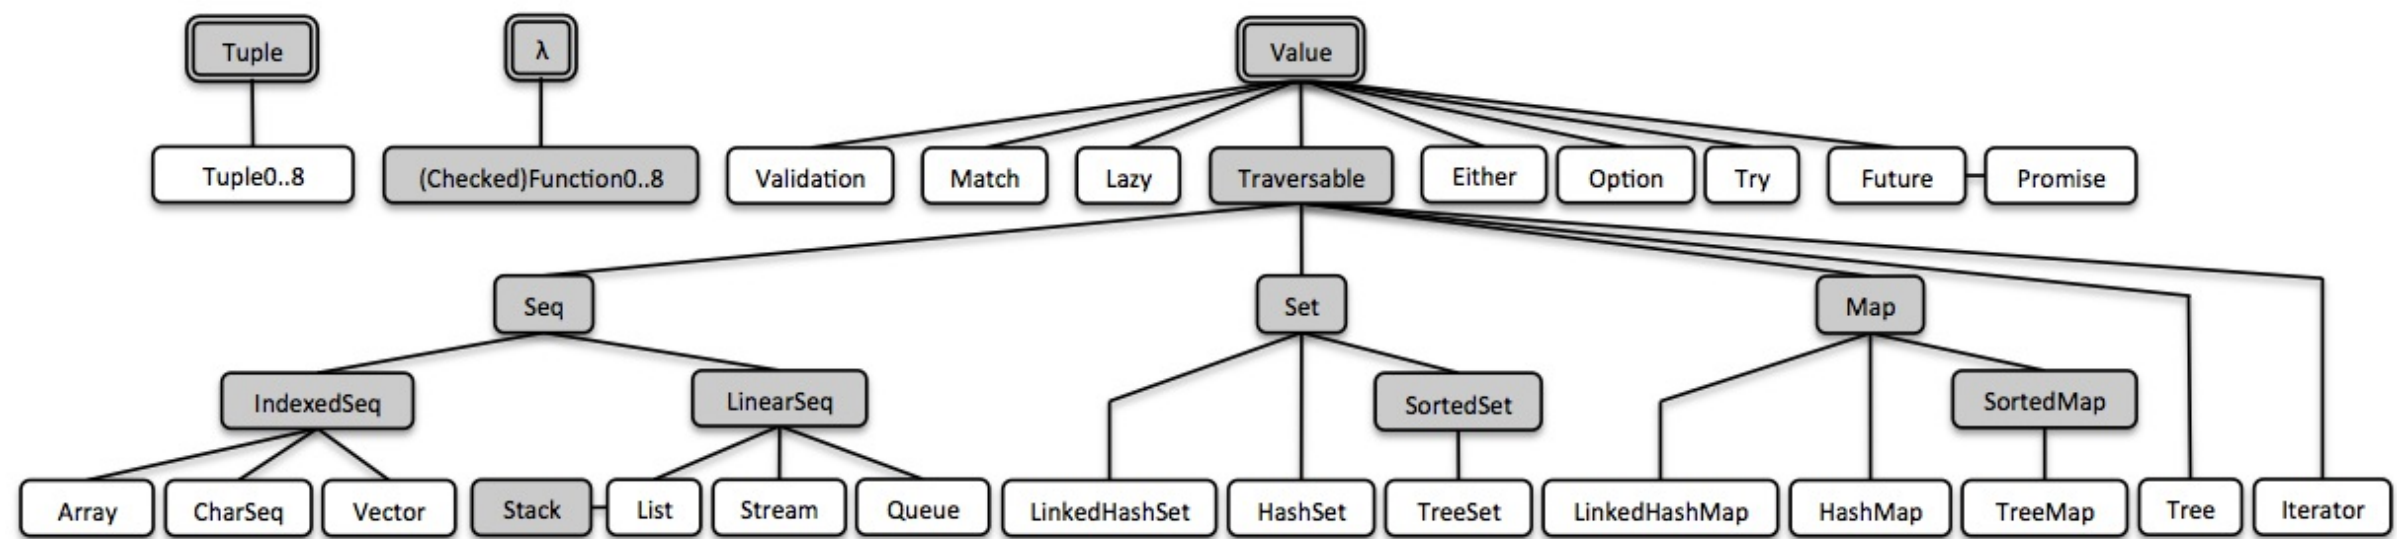 Tuple
λ
Value
Tuple0..8
(Checked)Function0..8
Validation
Match
Lazy
Traversable
Either
Option
Try
Future
Promise
Seq
Set
Map
IndexedSeq
LinearSeq
SortedSet
SortedMap
Array
CharSeq
Vector
Stack
List
Stream
Queue
LinkedHashSet
HashSet
TreeSet
LinkedHashMap
HashMap
TreeMap
Tree
Iterator